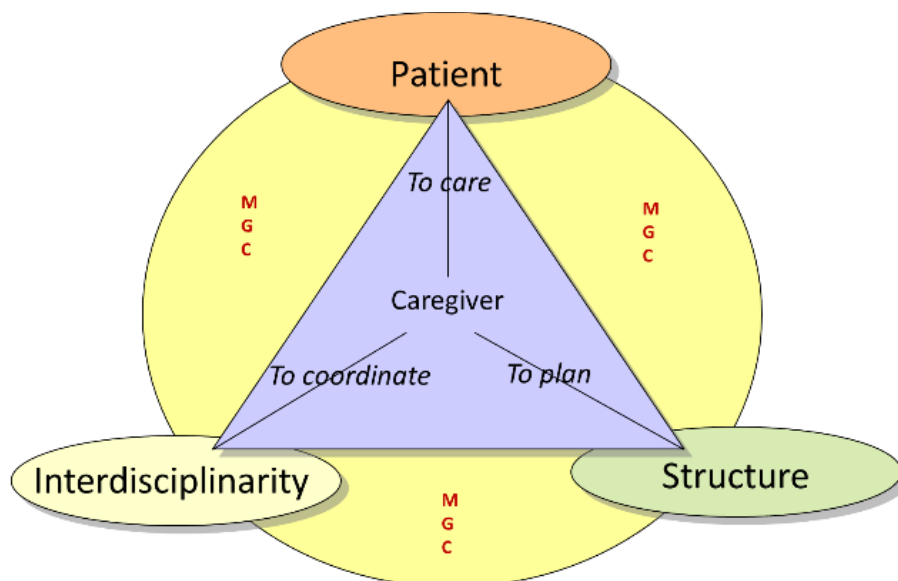 Patient
To care
M
G
C
M
G
C
Caregiver
To coordinate
To plan
Interdisciplinarity
Structure
M
G
C